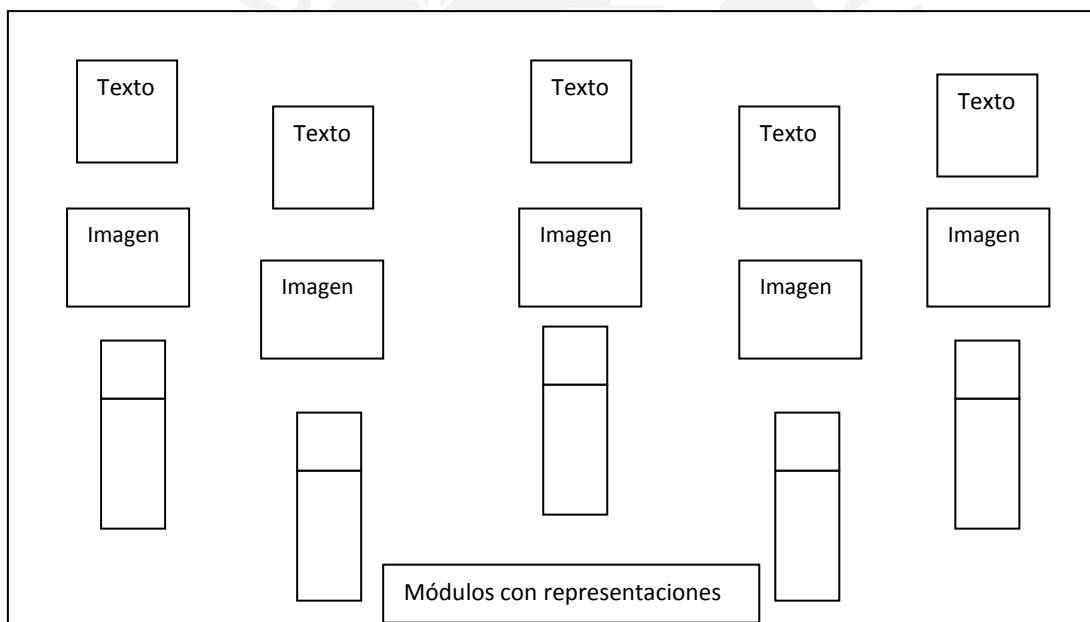 Texto
Texto
Texto
Texto
Texto
Imagen
Imagen
Imagen
Imagen
Imagen
Módulos con representaciones